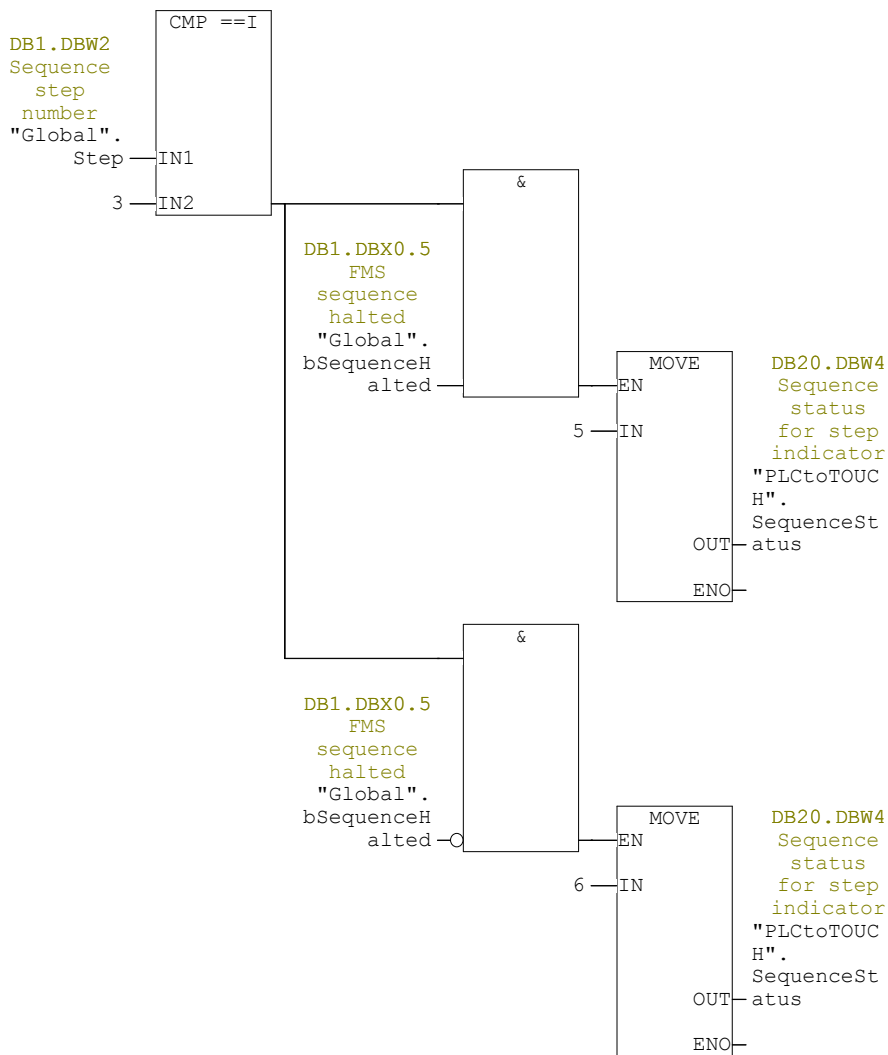 CMP ==I
DB1.DBW2
Sequence
step
number
"Global".
Step
IN1
3
IN2
&
DB1.DBX0.5
FMS
sequence
halted
"Global".
bSequenceH
alted
MOVE
EN
5
IN
DB20.DBW4
Sequence
status
for step
indicator
"PLCtoTOUC
H".
SequenceSt
OUT
atus
ENO
&
DB1.DBX0.5
FMS
sequence
halted
"Global".
bSequenceH
alted
MOVE
EN
6
IN
DB20.DBW4
Sequence
status
for step
indicator
"PLCtoTOUC
H".
SequenceSt
OUT
atus
ENO